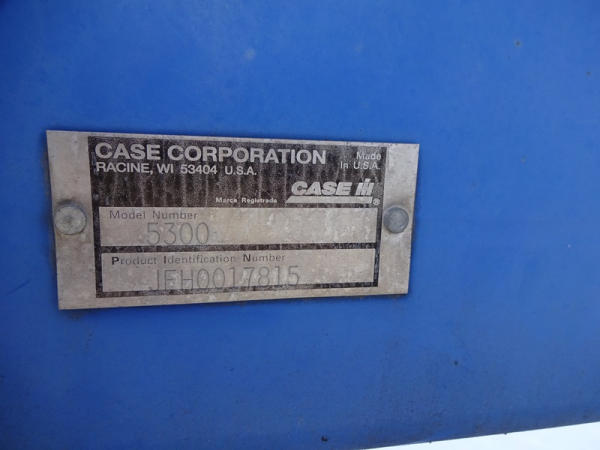 CASE CORPORATION
RACINE, WI 53404 U.S.A.
Made
In U.S.A.
CASE IH®
Marca Registrada
Model Number
5300
Product Identification Number
JFH0017815